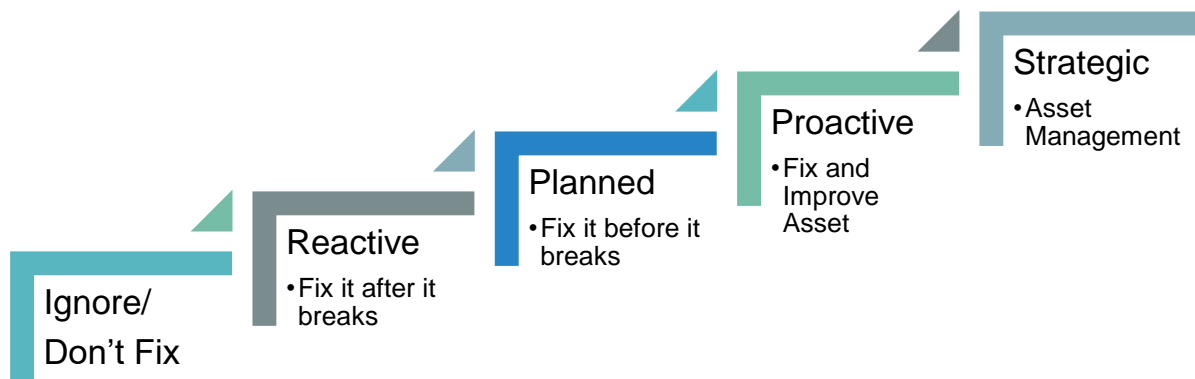 Ignore/
Don’t Fix
Reactive
•Fix it after it
breaks
Planned
•Fix it before it
breaks
Proactive
•Fix and
Improve
Asset
Strategic
•Asset
Management